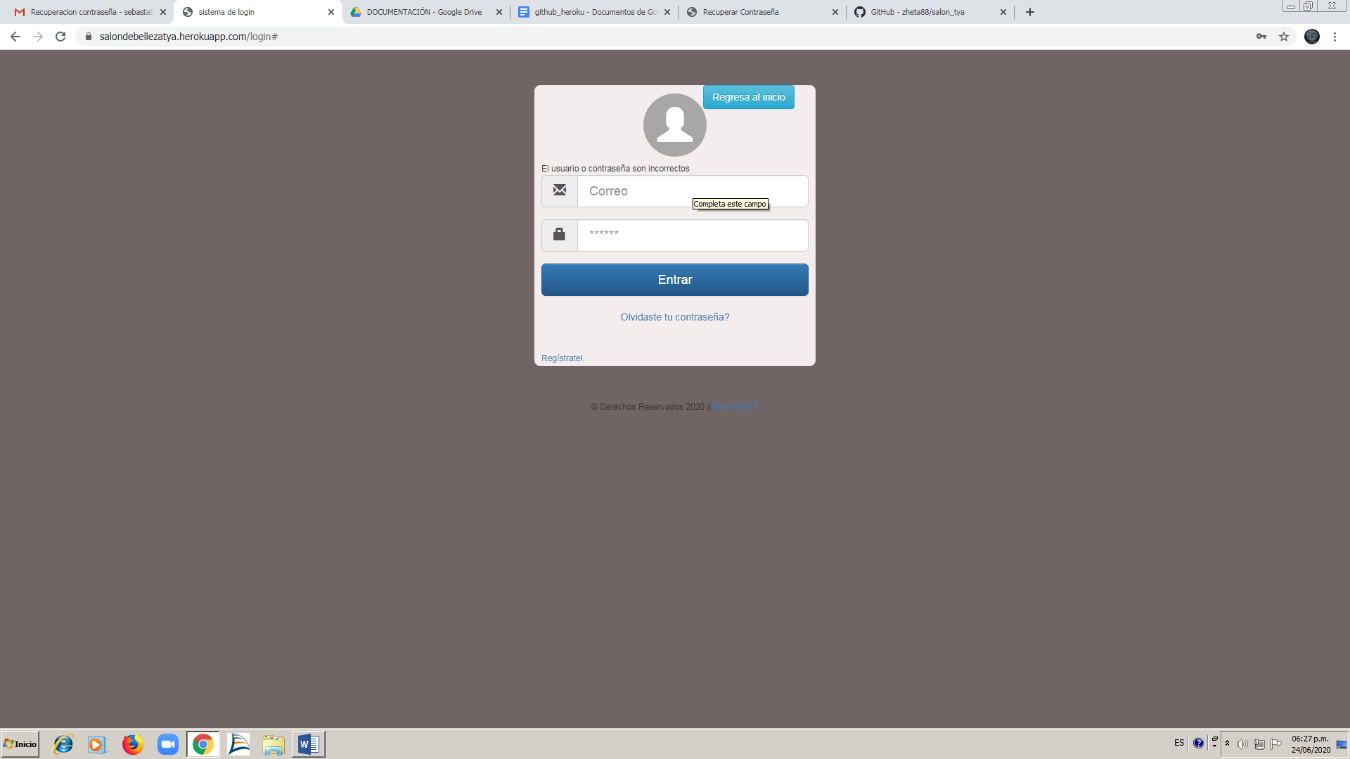 Recuperacion contraseña - sebasta
sistema de login
DOCUMENTACIÓN - Google Drive
github_heroku - Documentos de Go
Recuperar Contraseña
GitHub - zheta88/salon_tya
salondebellezatya.herokuapp.com/login#
Regresa al inicio
El usuario o contraseña son incorrectos
Correo
Completa este campo
******
Entrar
Olvidaste tu contraseña?
Regístrate!.
© Derechos Reservados 2020 ||
Inicio
ES
06:27 p.m.
24/06/2020